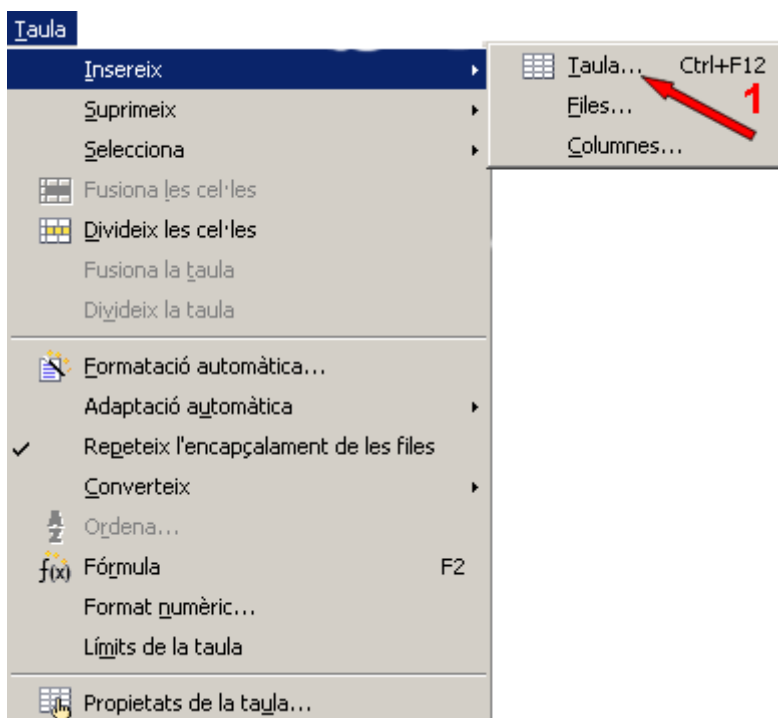 Taula
Insereix
Taula... Ctrl+F12
1
Suprimeix
Files...
Selecciona
Columnes...
Fusiona les cel·les
Divideix les cel·les
Fusiona la taula
Divideix la taula
Formatació automàtica...
Adaptació automàtica
Repeteix l'encapçalament de les files
Converteix
Ordena...
Fórmula F2
Format numèric...
Límits de la taula
Propietats de la taula...